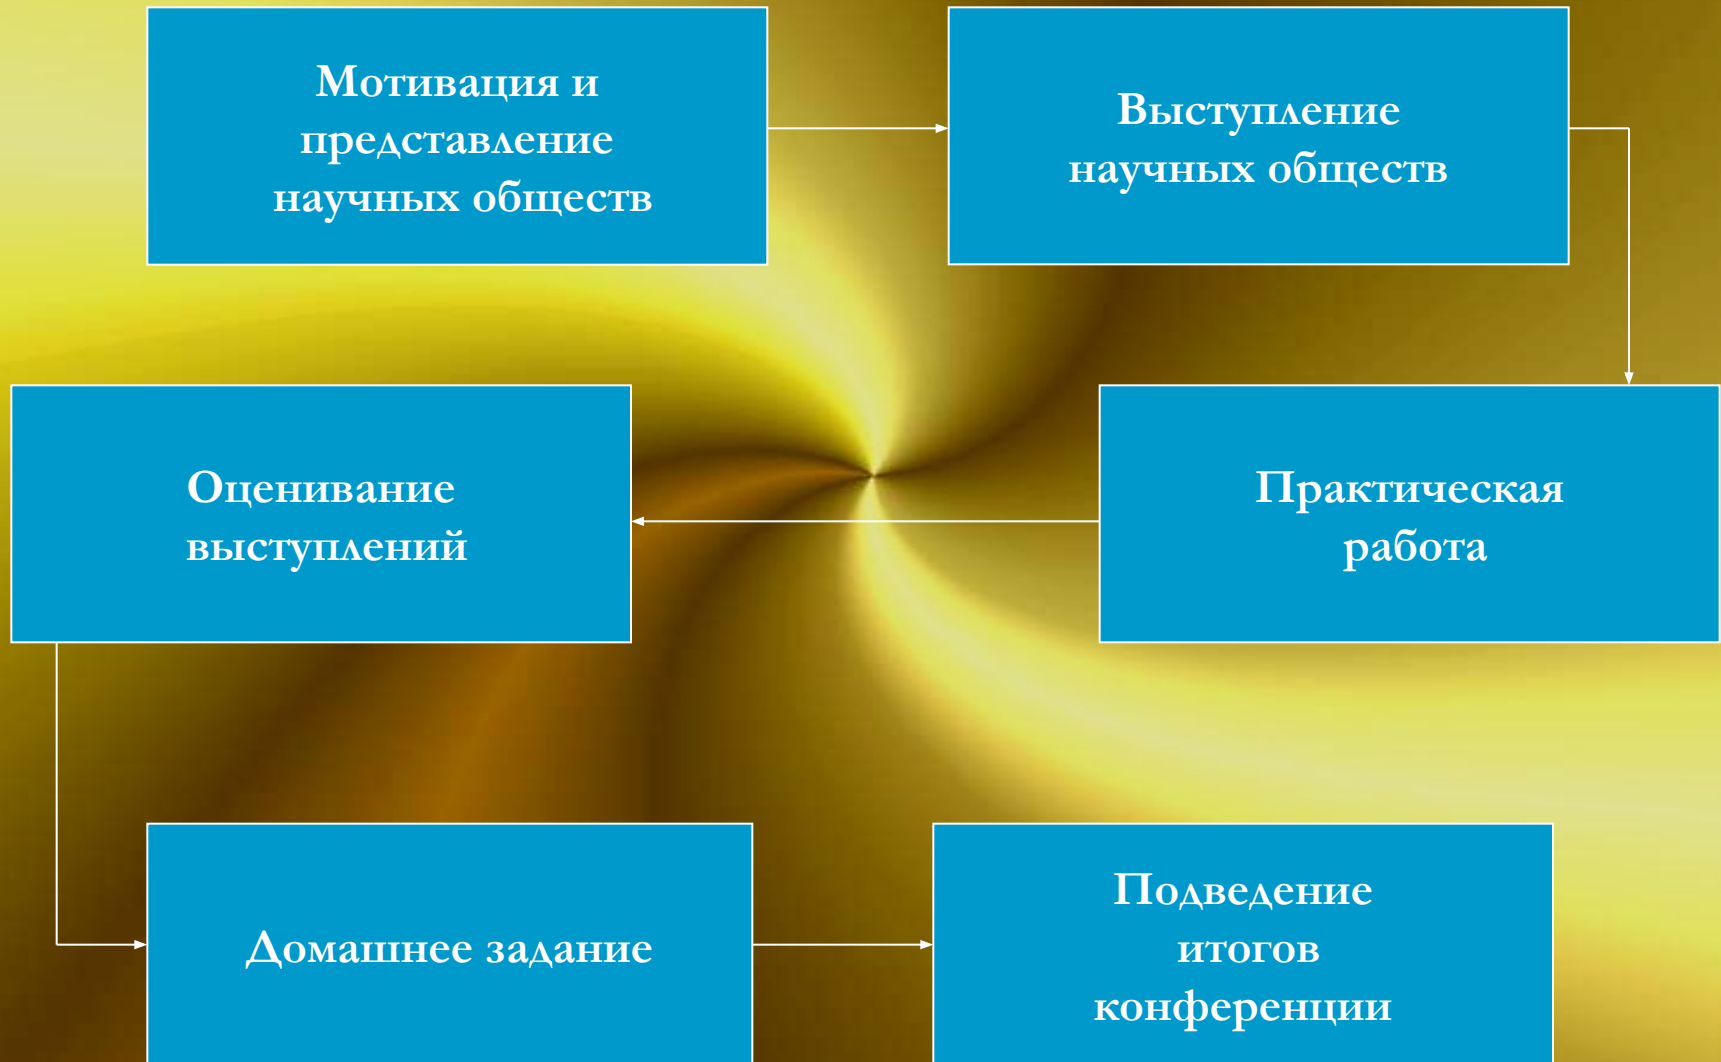 Мотивация и
представление
научных обществ
Выступление
научных обществ
Оценивание
выступлений
Практическая
работа
Домашнее задание
Подведение
итогов
конференции